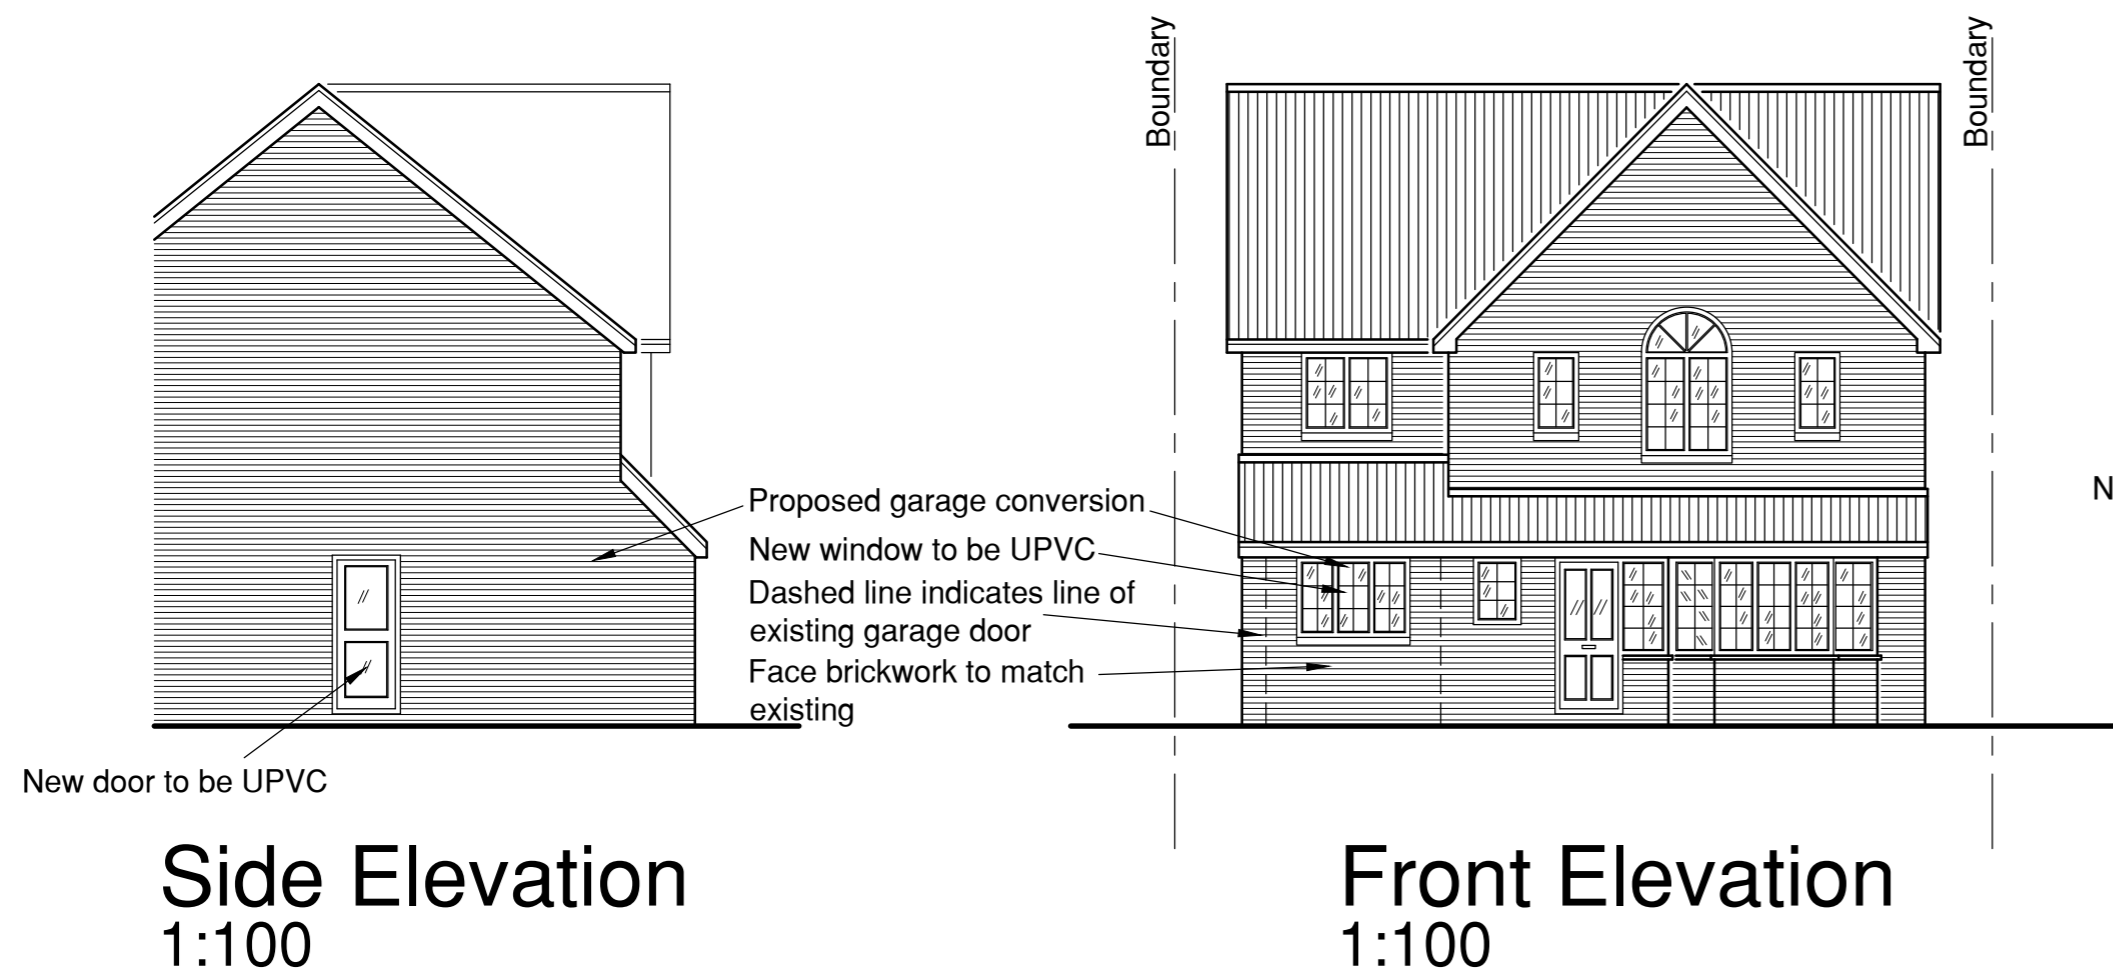 Boundary
Boundary
Proposed garage conversion
New window to be UPVC
Dashed line indicates line of
existing garage door
Face brickwork to match
existing
N
New door to be UPVC
Side Elevation
1:100
Front Elevation
1:100